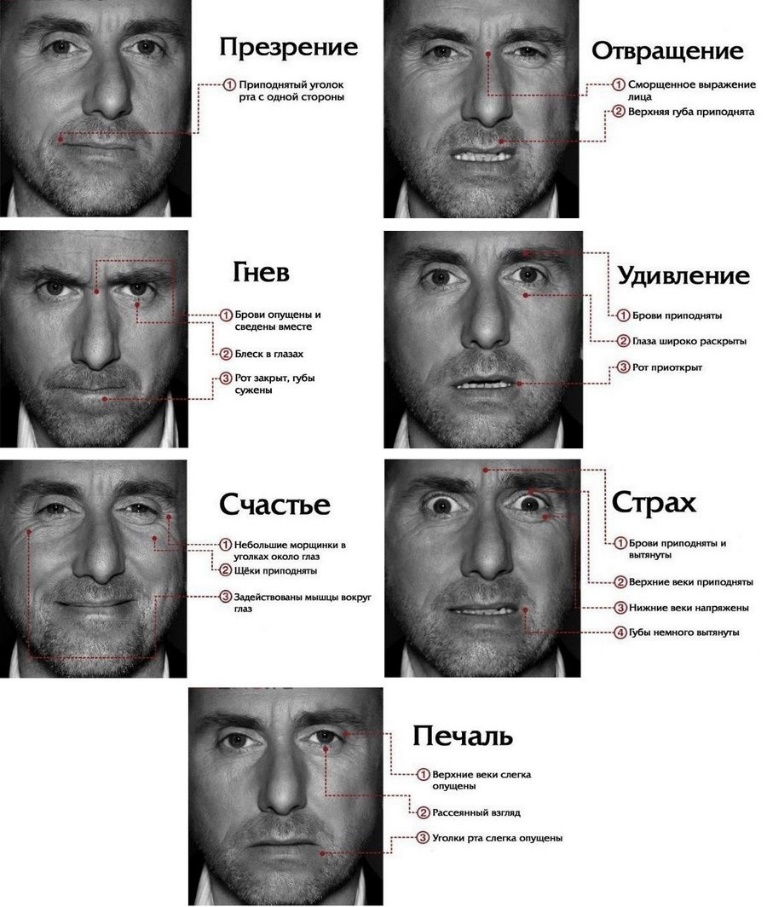 Презрение
1 Приподнятый уголок
рта с одной стороны
Отвращение
1 Сморщенное выражение
лица
2 Верхняя губа приподнята
Гнев
1 Брови опущены и
сведены вместе
2 Блеск в глазах
3 Рот закрыт, губы
сужены
Удивление
1 Брови приподняты
2 Глаза широко раскрыты
3 Рот приоткрыт
Счастье
1 Небольшие морщинки в
уголках около глаз
2 Щёки приподняты
3 Задействованы мышцы вокруг
глаз
Страх
1 Брови приподняты и
вытянуты
2 Верхние веки приподняты
3 Нижние веки напряжены
4 Губы немного вытянуты
Печаль
1 Верхние веки слегка
опущены
2 Рассеянный взгляд
3 Уголки рта слегка опущены